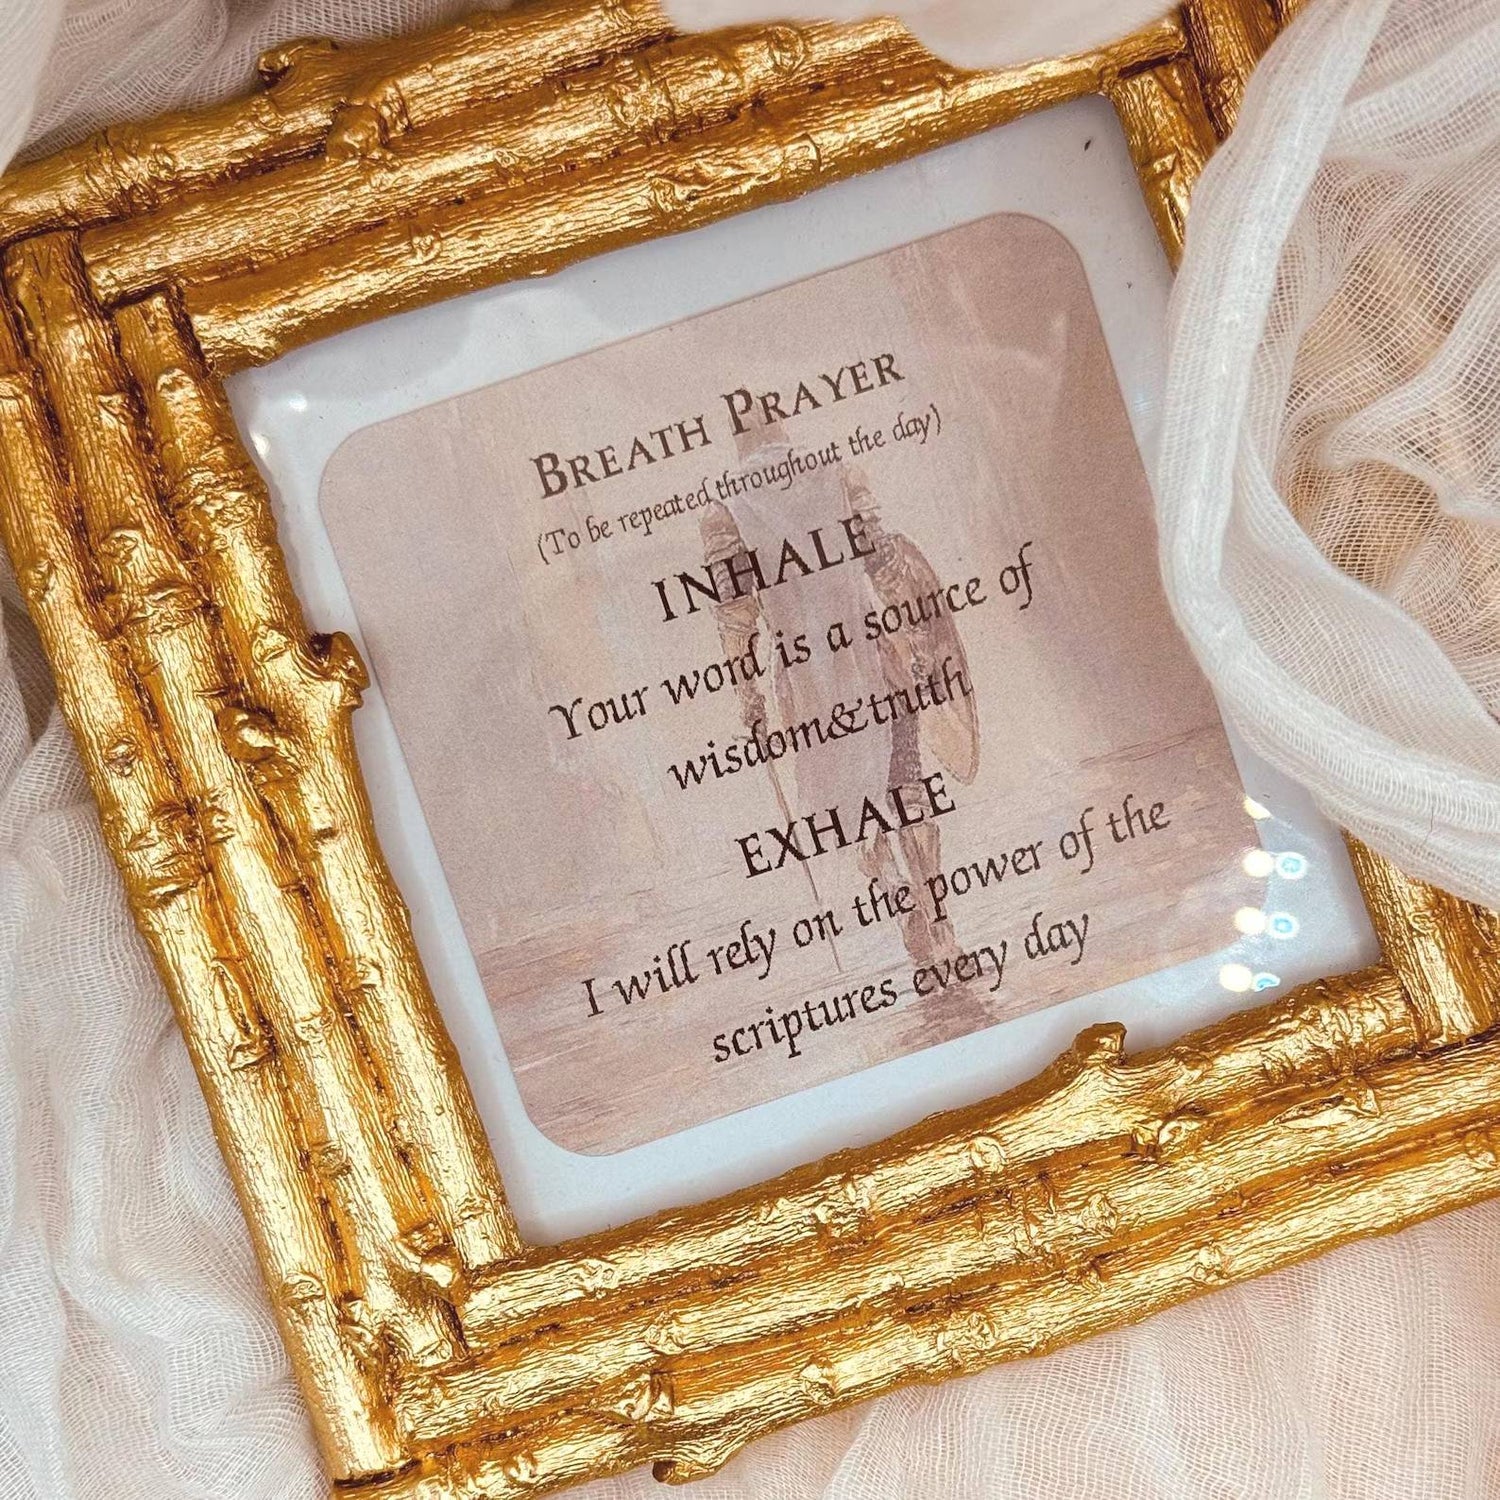 BREATH PRAYER
(To be repeated throughout the day)
INHALE
Your word is a source of
wisdom&truth
EXHALE
I will rely on the power of the
scriptures every day